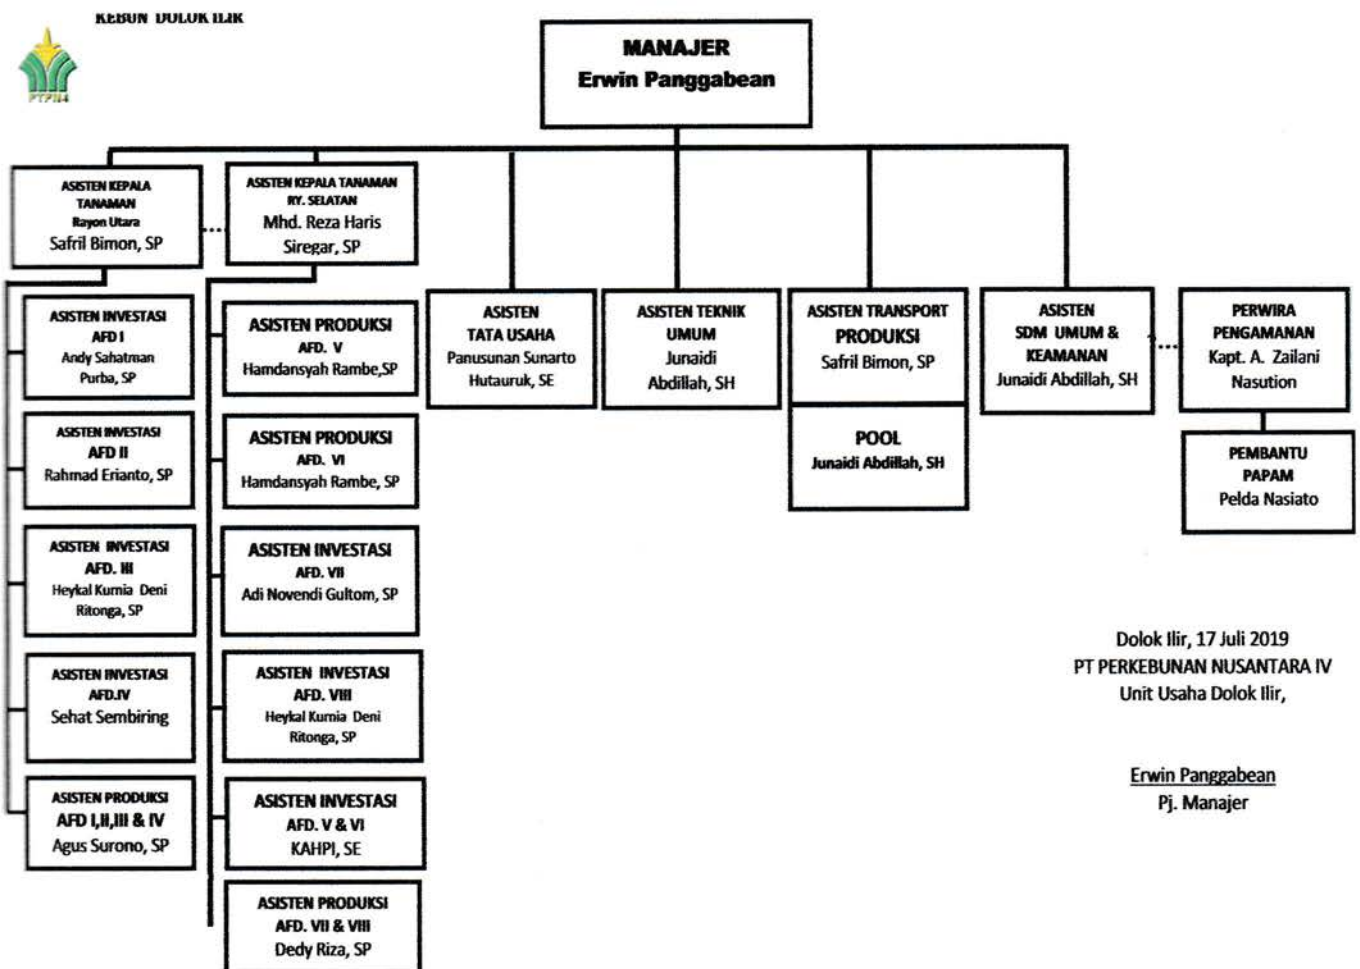 KEBUN DOLOK ILIR
PTPN4
MANAJER
Erwin Panggabean
ASISTEN KEPALA
TANAMAN
Rayon Utara
Safril Bimon, SP
ASISTEN KEPALA TANAMAN
RY. SELATAN
Mhd. Reza Haris
Siregar, SP
ASISTEN INVESTASI
AFD I
Andy Sahatman
Purba, SP
ASISTEN INVESTASI
AFD II
Rahmad Erianto, SP
ASISTEN INVESTASI
AFD. III
Heykal Kurnia Deni
Ritonga, SP
ASISTEN INVESTASI
AFD.IV
Sehat Sembiring
ASISTEN PRODUKSI
AFD I,II,III & IV
Agus Surono, SP
ASISTEN PRODUKSI
AFD. V
Hamdansyah Rambe,SP
ASISTEN PRODUKSI
AFD. VI
Hamdansyah Rambe, SP
ASISTEN INVESTASI
AFD. VII
Adi Novendi Gultom, SP
ASISTEN INVESTASI
AFD. VIII
Heykal Kurnia Deni
Ritonga, SP
ASISTEN INVESTASI
AFD. V & VI
KAHPI, SE
ASISTEN PRODUKSI
AFD. VII & VIII
Dedy Riza, SP
ASISTEN
TATA USAHA
Panusunan Sunarto
Hutauruk, SE
ASISTEN TEKNIK
UMUM
Junaidi
Abdillah, SH
ASISTEN TRANSPORT
PRODUKSI
Safril Bimon, SP
POOL
Junaidi Abdillah, SH
ASISTEN
SDM UMUM &
KEAMANAN
Junaidi Abdillah, SH
PERWIRA
PENGAMANAN
Kapt. A. Zailani
Nasution
PEMBANTU
PAPAM
Pelda Nasiato
Dolok Ilir, 17 Juli 2019
PT PERKEBUNAN NUSANTARA IV
Unit Usaha Dolok Ilir,
Erwin Panggabean
Pj. Manajer